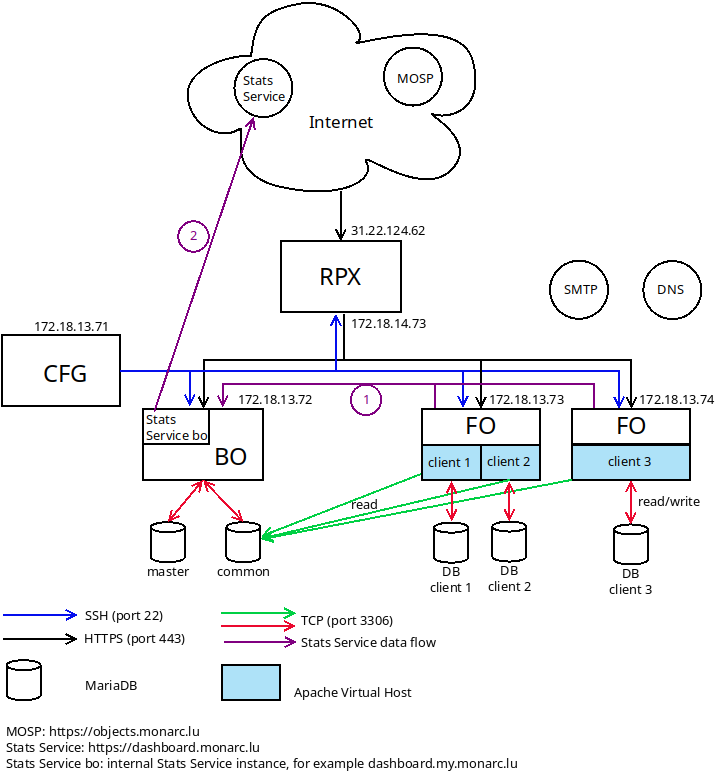 Stats
Service
MOSP
Internet
2
31.22.124.62
RPX
SMTP
DNS
172.18.14.73
172.18.13.71
CFG
172.18.13.72
1
172.18.13.73
172.18.13.74
Stats
Service bo
BO
FO
FO
client 1
client 2
client 3
read
read/write
master
common
DB
client 1
DB
client 2
DB
client 3
SSH (port 22)
TCP (port 3306)
HTTPS (port 443)
Stats Service data flow
MariaDB
Apache Virtual Host
MOSP: https://objects.monarc.lu
Stats Service: https://dashboard.monarc.lu
Stats Service bo: internal Stats Service instance, for example dashboard.my.monarc.lu